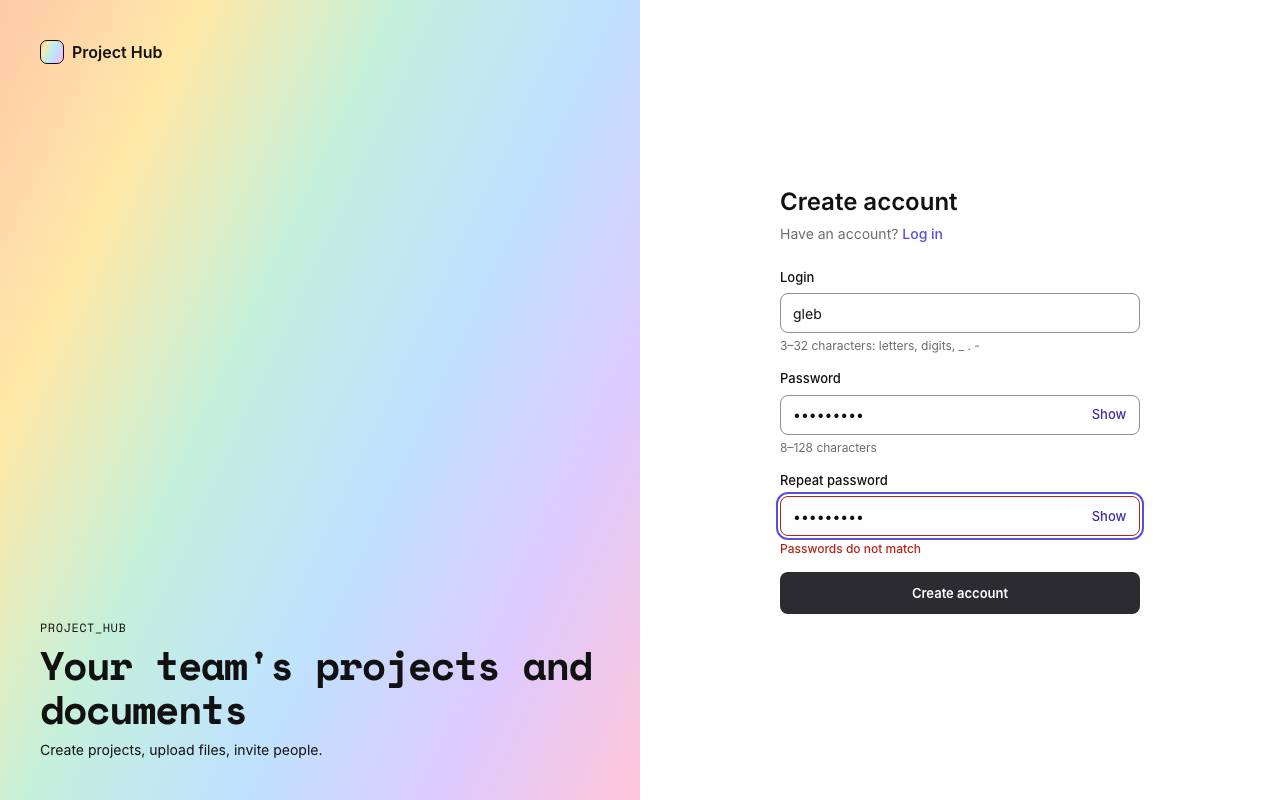 Project Hub
PROJECT_HUB
Your team's projects and
documents
Create projects, upload files, invite people.
Create account
Have an account? Log in
Login
gleb
3–32 characters: letters, digits, _ . -
Password
••••••••• Show
8–128 characters
Repeat password
••••••••• Show
Passwords do not match
Create account